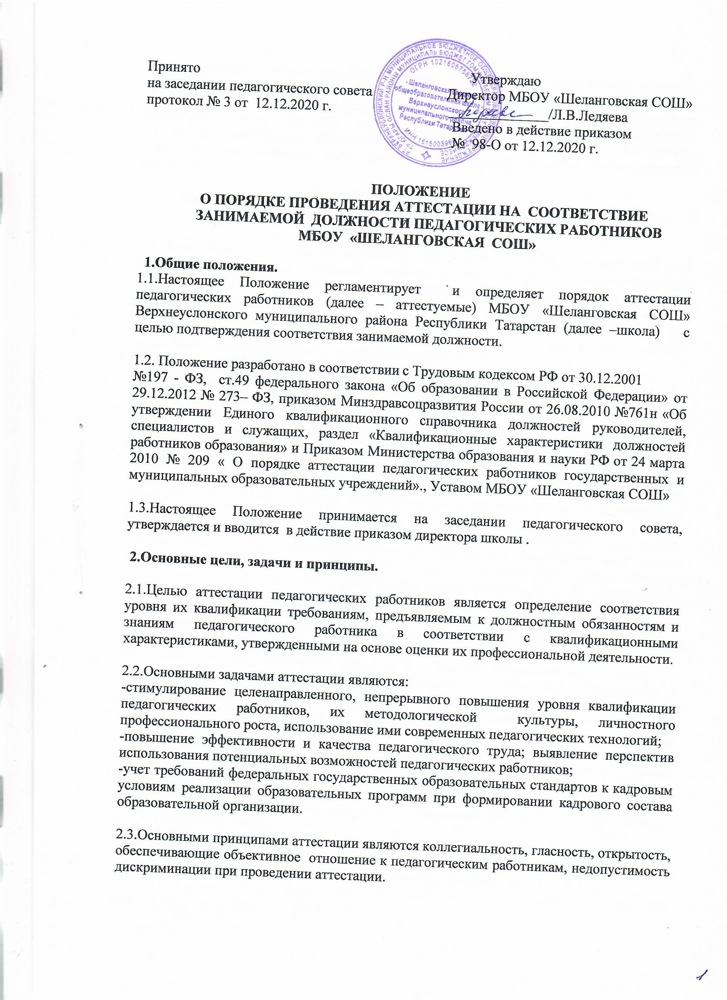 Принято
на заседании педагогического совета
протокол № 3 от 12.12.2020 г.
Утверждаю
Директор МБОУ «Шеланговская СОШ»
/Л.В.Ледяева
Введено в действие приказом
№ 98-О от 12.12.2020 г.
ОГРН 1021606758722
Шеланговская средняя
общеобразовательная школа
Верхнеуслонского
муниципального района
Республики Татарстан
ПОЛОЖЕНИЕ
О ПОРЯДКЕ ПРОВЕДЕНИЯ АТТЕСТАЦИИ НА СООТВЕТСТВИЕ
ЗАНИМАЕМОЙ ДОЛЖНОСТИ ПЕДАГОГИЧЕСКИХ РАБОТНИКОВ
МБОУ «ШЕЛАНГОВСКАЯ СОШ»
1.Общие положения.
1.1.Настоящее Положение регламентирует и определяет порядок аттестации
педагогических работников (далее – аттестуемые) МБОУ «Шеланговская СОШ»
Верхнеуслонского муниципального района Республики Татарстан (далее –школа) с
целью подтверждения соответствия занимаемой должности.
1.2. Положение разработано в соответствии с Трудовым кодексом РФ от 30.12.2001
№197 - ФЗ, ст.49 федерального закона «Об образовании в Российской Федерации» от
29.12.2012 № 273– ФЗ, приказом Минздравсоцразвития России от 26.08.2010 №761н «Об
утверждении Единого квалификационного справочника должностей руководителей,
специалистов и служащих, раздел «Квалификационные характеристики должностей
работников образования» и Приказом Министерства образования и науки РФ от 24 марта
2010 № 209 « О порядке аттестации педагогических работников государственных и
муниципальных образовательных учреждений»., Уставом МБОУ «Шеланговская СОШ»
1.3.Настоящее Положение принимается на заседании педагогического совета,
утверждается и вводится в действие приказом директора школы .
2.Основные цели, задачи и принципы.
2.1.Целью аттестации педагогических работников является определение соответствия
уровня их квалификации требованиям, предъявляемым к должностным обязанностям и
знаниям педагогического работника в соответствии с квалификационными
характеристиками, утвержденными на основе оценки их профессиональной деятельности.
2.2.Основными задачами аттестации являются:
-стимулирование целенаправленного, непрерывного повышения уровня квалификации
педагогических работников, их методологической культуры, личностного
профессионального роста, использование ими современных педагогических технологий;
-повышение эффективности и качества педагогического труда; выявление перспектив
использования потенциальных возможностей педагогических работников;
-учет требований федеральных государственных образовательных стандартов к кадровым
условиям реализации образовательных программ при формировании кадрового состава
образовательной организации.
2.3.Основными принципами аттестации являются коллегиальность, гласность, открытость,
обеспечивающие объективное отношение к педагогическим работникам, недопустимость
дискриминации при проведении аттестации.
1